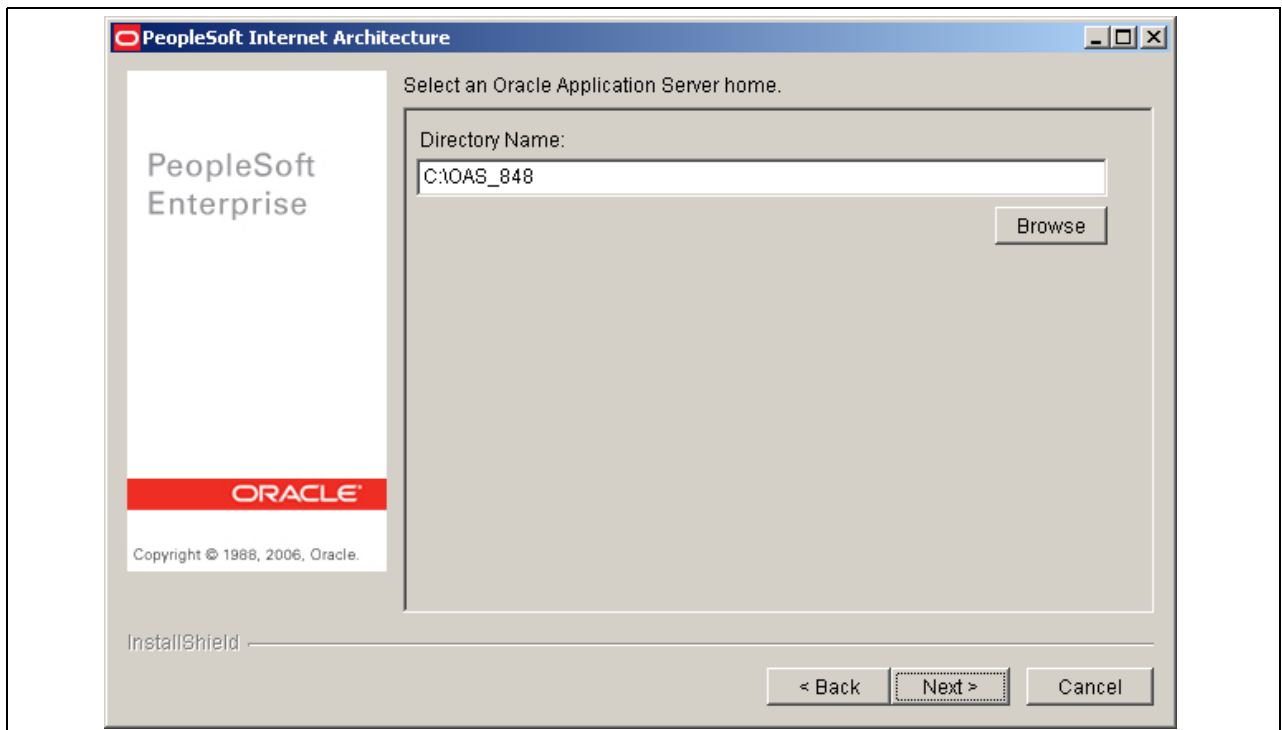 PeopleSoft Internet Architecture
Select an Oracle Application Server home.
PeopleSoft
Enterprise
Directory Name:
C:\OAS_848
Browse
ORACLE®
Copyright © 1988, 2006, Oracle.
InstallShield
< Back
Next >
Cancel